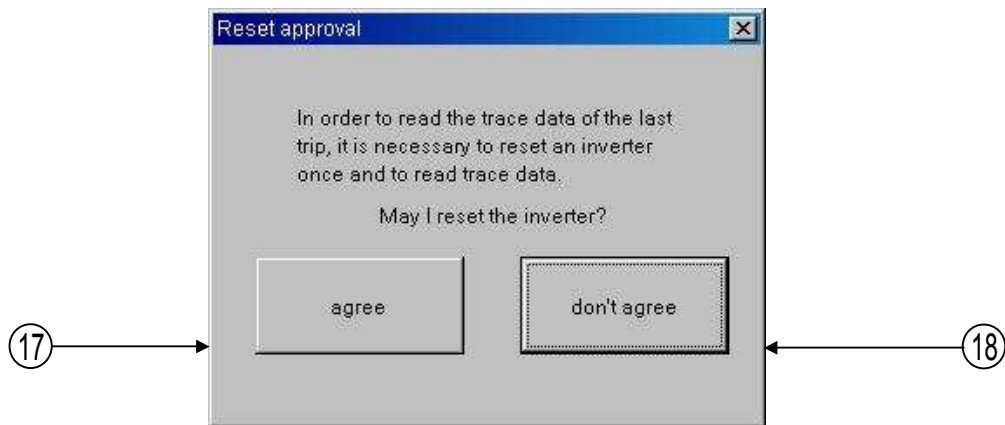 Reset approval
In order to read the trace data of the last
trip, it is necessary to reset an inverter
once and to read trace data.
May I reset the inverter?
agree
don't agree
17
18